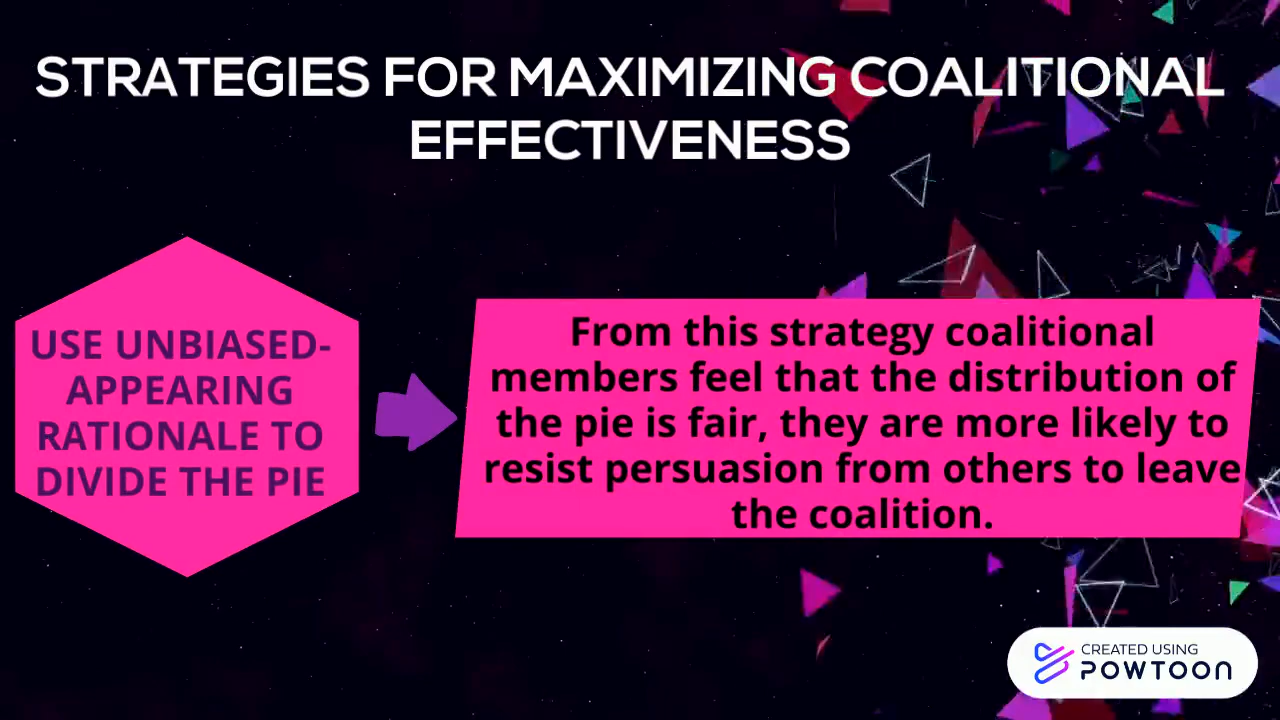 STRATEGIES FOR MAXIMIZING COALITIONAL
EFFECTIVENESS
USE UNBIASED-
APPEARING
RATIONALE TO
DIVIDE THE PIE
From this strategy coalitional
members feel that the distribution of
the pie is fair, they are more likely to
resist persuasion from others to leave
the coalition.
CREATED USING
POWTOON